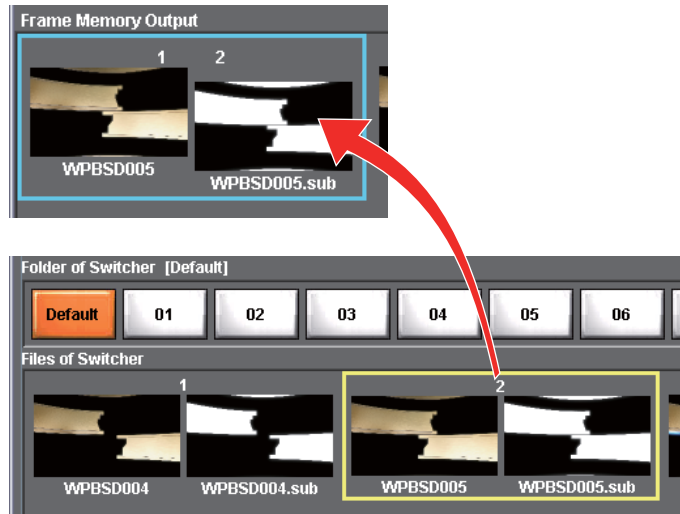 Frame Memory Output
1 2
WPBSD005 WPBSD005.sub
Folder of Switcher [Default]
Default 01 02 03 04 05 06
Files of Switcher
1 2
WPBSD004 WPBSD004.sub WPBSD005 WPBSD005.sub